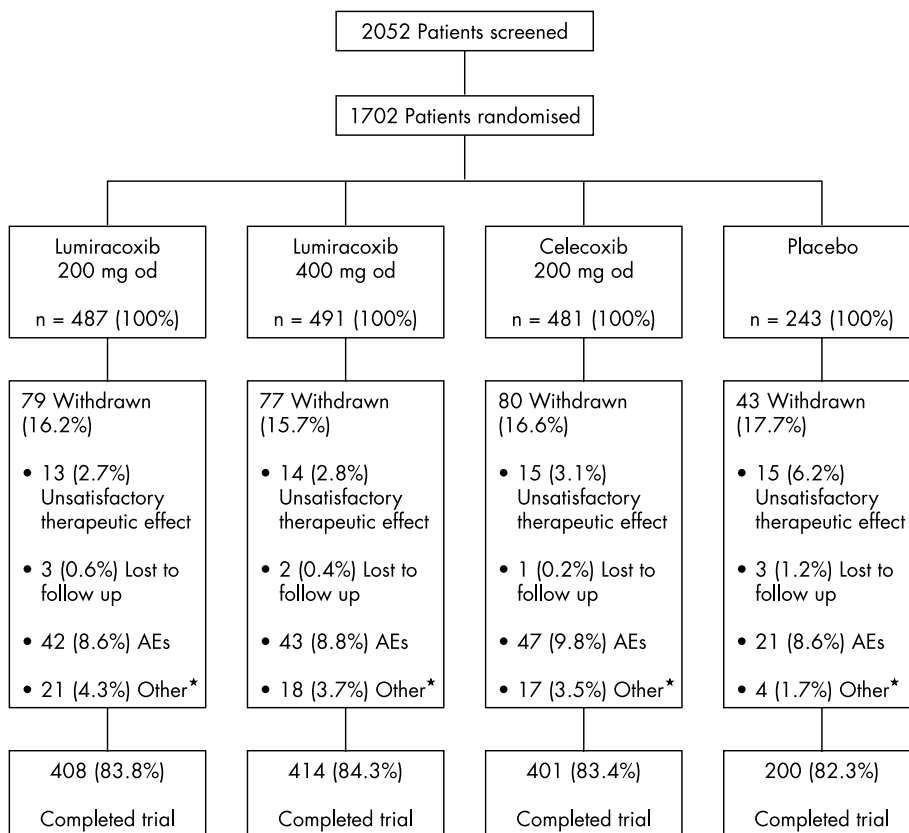 2052 Patients screened
1702 Patients randomised
Lumiracoxib
200 mg od
n = 487 (100%)
Lumiracoxib
400 mg od
n = 491 (100%)
Celecoxib
200 mg od
n = 481 (100%)
Placebo
n = 243 (100%)
79 Withdrawn
(16.2%)
• 13 (2.7%)
Unsatisfactory
therapeutic effect
• 3 (0.6%) Lost to
follow up
• 42 (8.6%) AEs
• 21 (4.3%) Other★
77 Withdrawn
(15.7%)
• 14 (2.8%)
Unsatisfactory
therapeutic effect
• 2 (0.4%) Lost to
follow up
• 43 (8.8%) AEs
• 18 (3.7%) Other★
80 Withdrawn
(16.6%)
• 15 (3.1%)
Unsatisfactory
therapeutic effect
• 1 (0.2%) Lost to
follow up
• 47 (9.8%) AEs
• 17 (3.5%) Other★
43 Withdrawn
(17.7%)
• 15 (6.2%)
Unsatisfactory
therapeutic effect
• 3 (1.2%) Lost to
follow up
• 21 (8.6%) AEs
• 4 (1.7%) Other★
408 (83.8%)
Completed trial
414 (84.3%)
Completed trial
401 (83.4%)
Completed trial
200 (82.3%)
Completed trial